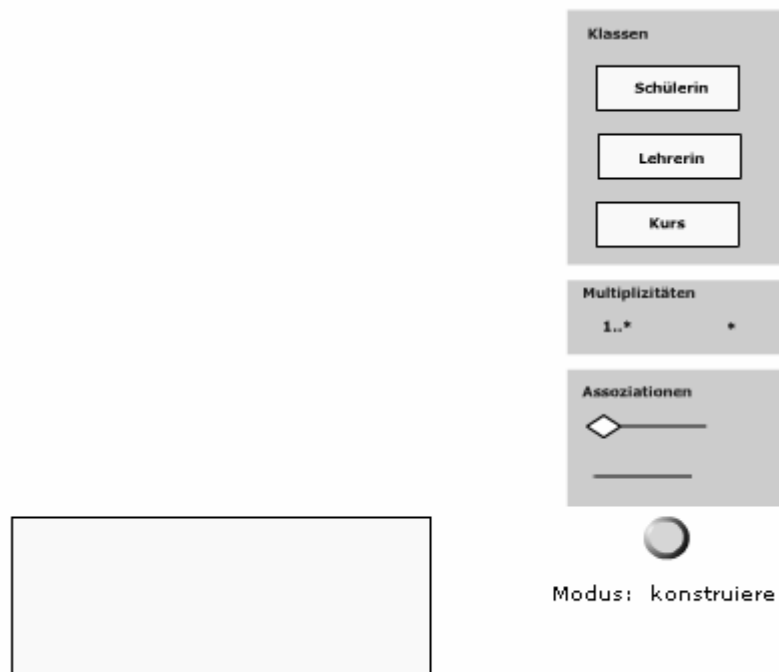 Klassen
Schülerin
Lehrerin
Kurs
Multiplizitäten
1..* *
Assoziationen
Modus: konstruiere